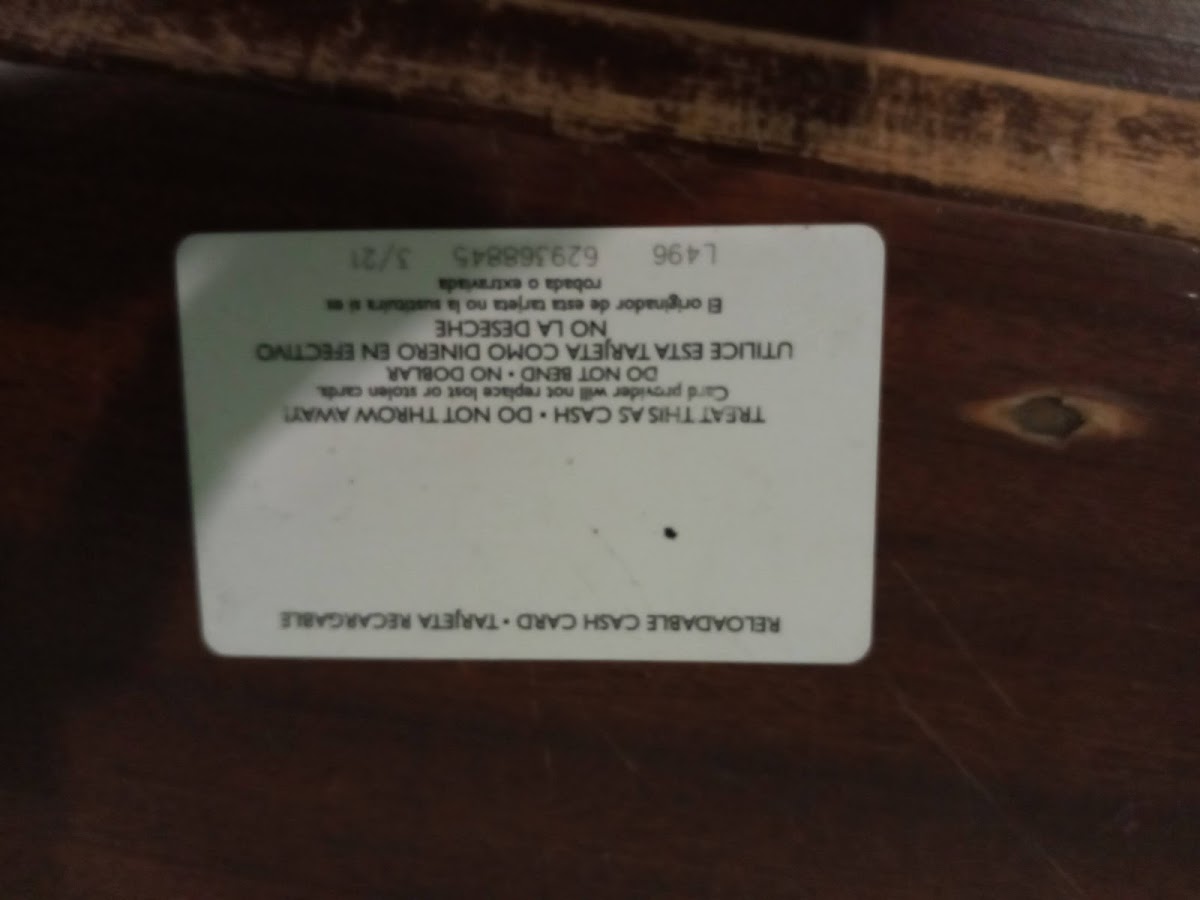 RELOADABLE CASH CARD • TARJETA RECARGABLE
TREAT THIS AS CASH • DO NOT THROW AWAY!
Card provider will not replace lost or stolen cards.
DO NOT BEND • NO DOBLAR
UTILICE ESTA TARJETA COMO DINERO EN EFECTIVO
NO LA DESECHE
El originador de esta tarjeta no la sustituira si es
robada o extraviada
L496 629368845 3/21